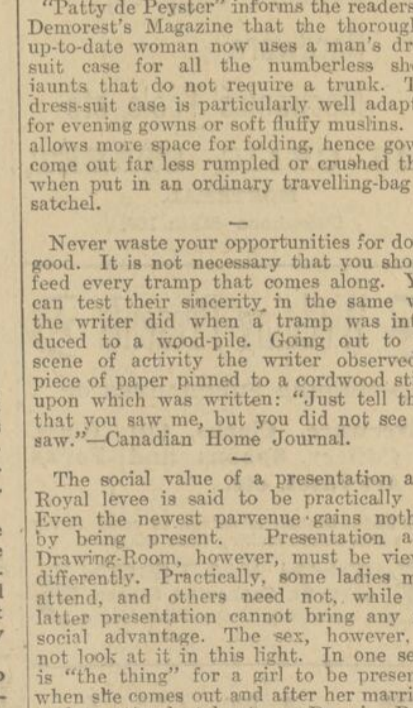 "Patty de Peyster" informs the readers
Demorest's Magazine that the thorough
up-to-date woman now uses a man's dr
suit case for all the numberless sh
jaunts that do not require a trunk. T
dress-suit case is particularly well adap
for evening gowns or soft fluffy muslins.
allows more space for folding, hence gow
come out far less rumpled or crushed th
when put in an ordinary travelling-bag
satchel.
Never waste your opportunities for do
good. It is not necessary that you sho
feed every tramp that comes along. Y
can test their sincerity in the same w
the writer did when a tramp was int
duced to a wood-pile. Going out to
scene of activity the writer observed
piece of paper pinned to a cordwood st
upon which was written: "Just tell th
that you saw me, but you did not see
saw."—Canadian Home Journal.
The social value of a presentation a
Royal levee is said to be practically
Even the newest parvenue gains noth
by being present. Presentation a
Drawing-Room, however, must be view
differently. Practically, some ladies m
attend, and others need not, while
latter presentation cannot bring any
social advantage. The sex, however,
not look at it in this light. In one se
is "the thing" for a girl to be presen
when she comes out and after her marri